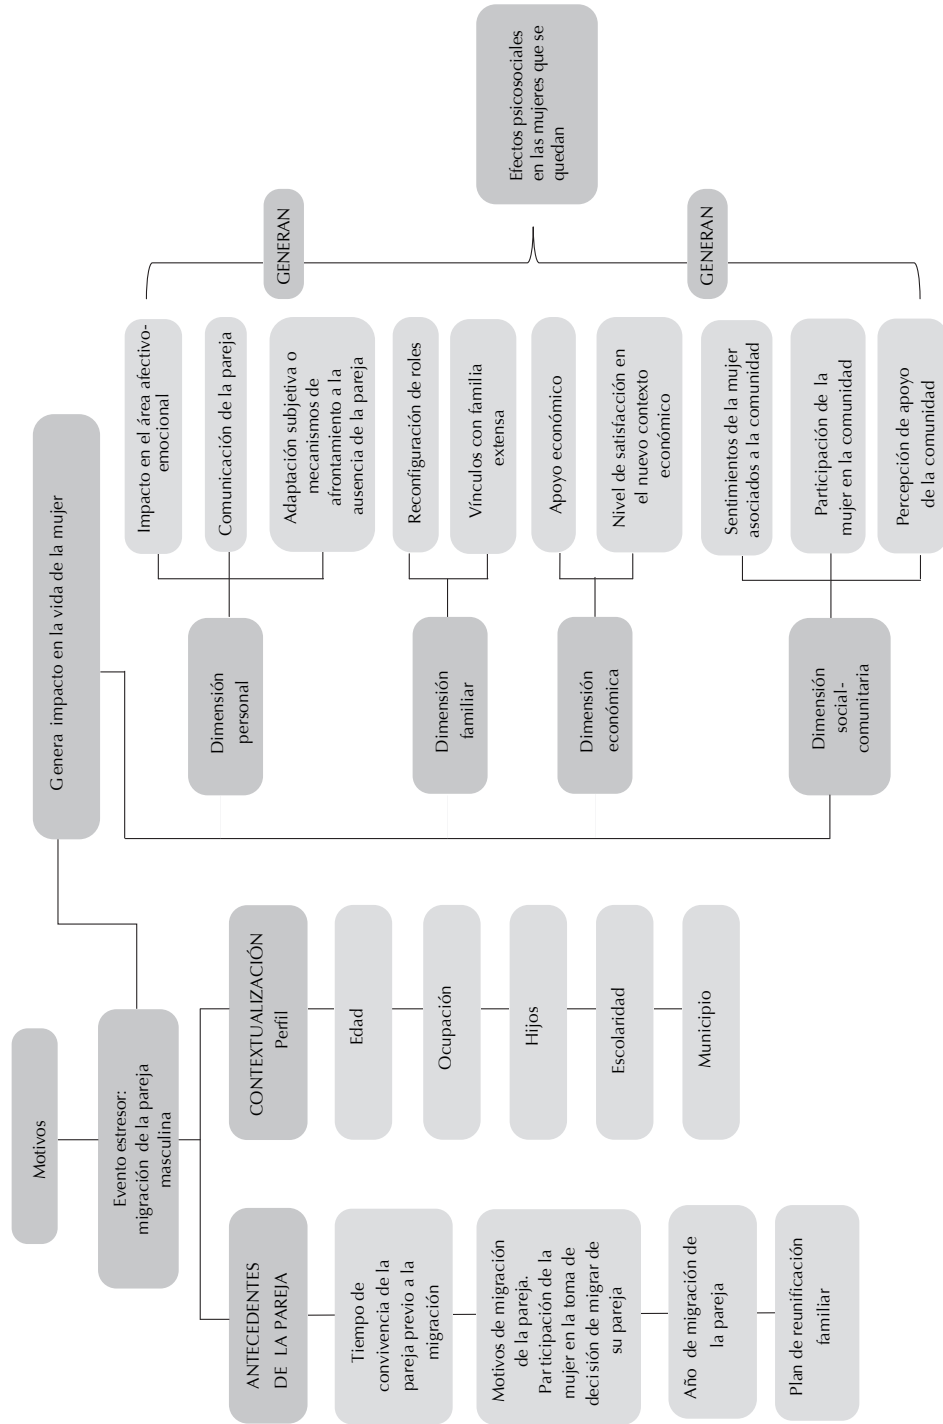 Motivos
Evento estresor:
migración de la pareja
masculina
ANTECEDENTES
DE LA PAREJA
Tiempo de
convivencia de la
pareja previo a la
migración
Motivos de migración
de la pareja.
Participación de la
mujer en la toma de
decisión de migrar de
su pareja
Año de migración de
la pareja
Plan de reunificación
familiar
CONTEXTUALIZACIÓN
Perfil
Edad
Ocupación
Hijos
Escolaridad
Municipio
Genera impacto en la vida de la mujer
Dimensión
personal
Impacto en el área afectivo-
emocional
Comunicación de la pareja
Adaptación subjetiva o
mecanismos de
afrontamiento a la
ausencia de la pareja
Dimensión
familiar
Reconfiguración de roles
Vínculos con familia
extensa
Dimensión
económica
Apoyo económico
Nivel de satisfacción en
el nuevo contexto
económico
Dimensión
social-
comunitaria
Sentimientos de la mujer
asociados a la comunidad
Participación de la
mujer en la comunidad
Percepción de apoyo
de la comunidad
GENERAN
GENERAN
Efectos psicosociales
en las mujeres que se
quedan